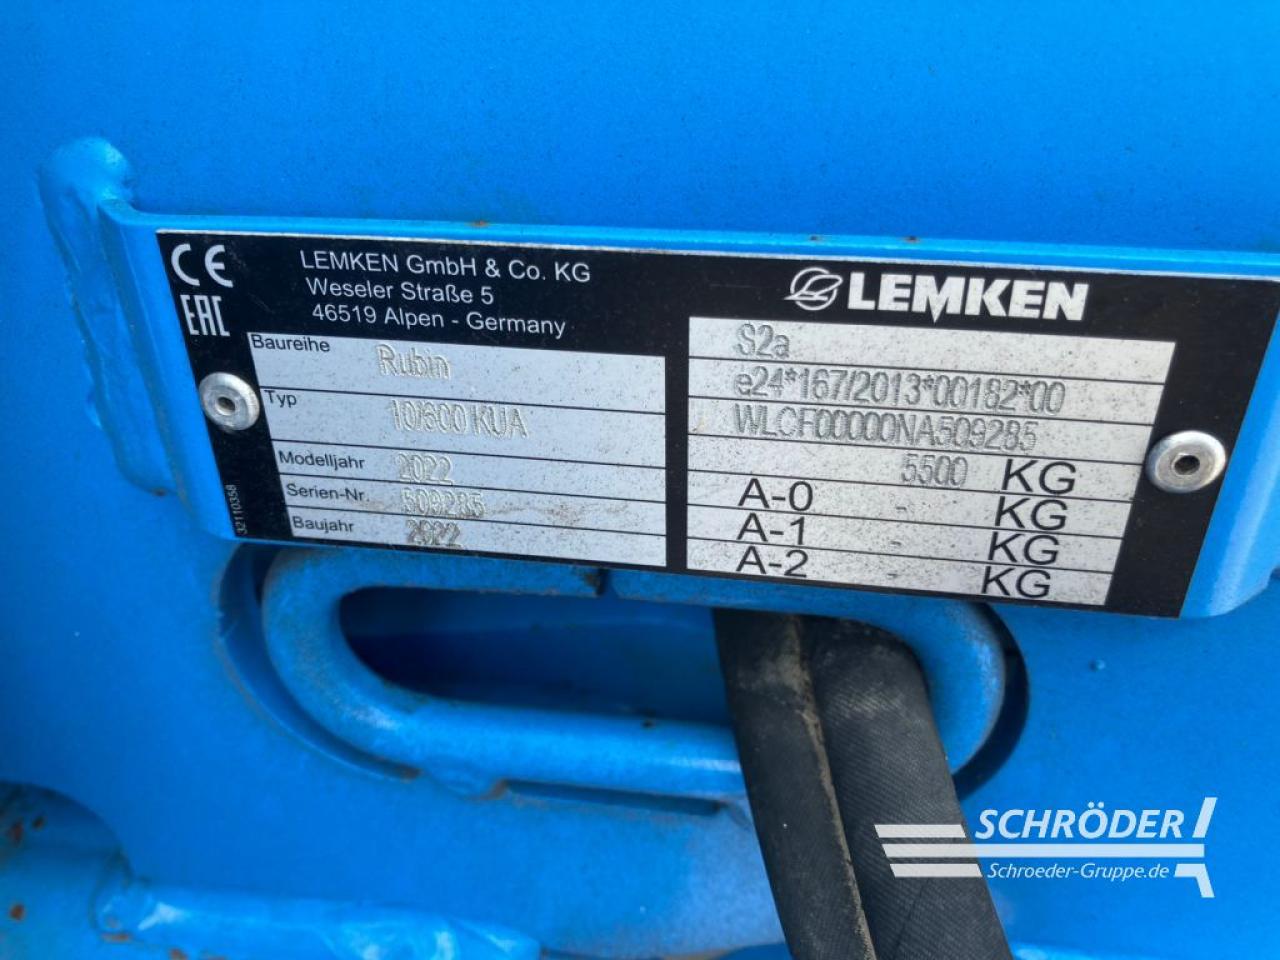 CE
EAC
LEMKEN GmbH & Co. KG
Weseler Straße 5
46519 Alpen - Germany
LEMKEN
Baureihe Rubin
Typ 10/600 KUA
Modelljahr 2022
Serien-Nr. 509285
Baujahr 2022
32110358
S2a
e24*167/2013*00182*00
WLCF00000NA509285
5500 KG
A-0 - KG
A-1 - KG
A-2 - KG
SCHRÖDER
Schroeder-Gruppe.de